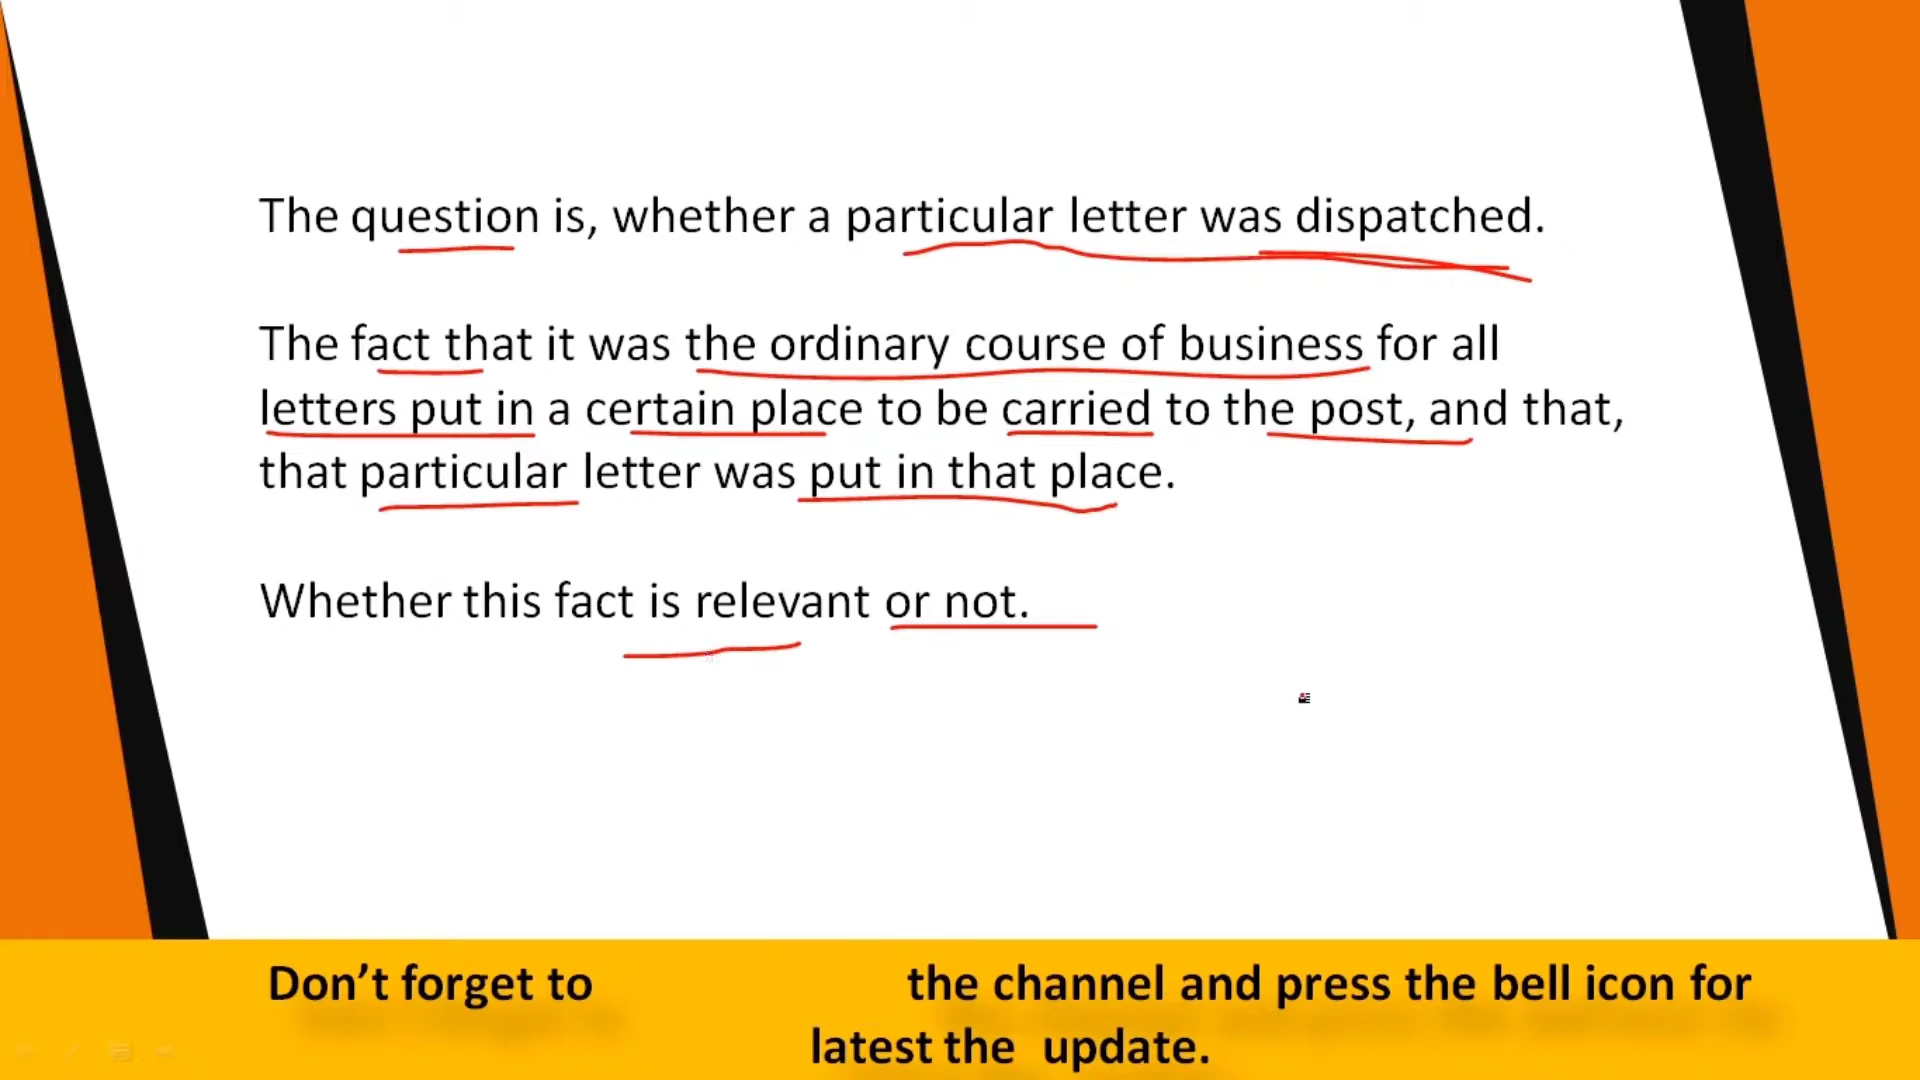 The question is, whether a particular letter was dispatched.
The fact that it was the ordinary course of business for all
letters put in a certain place to be carried to the post, and that,
that particular letter was put in that place.
Whether this fact is relevant or not.
Don’t forget to the channel and press the bell icon for
latest the update.